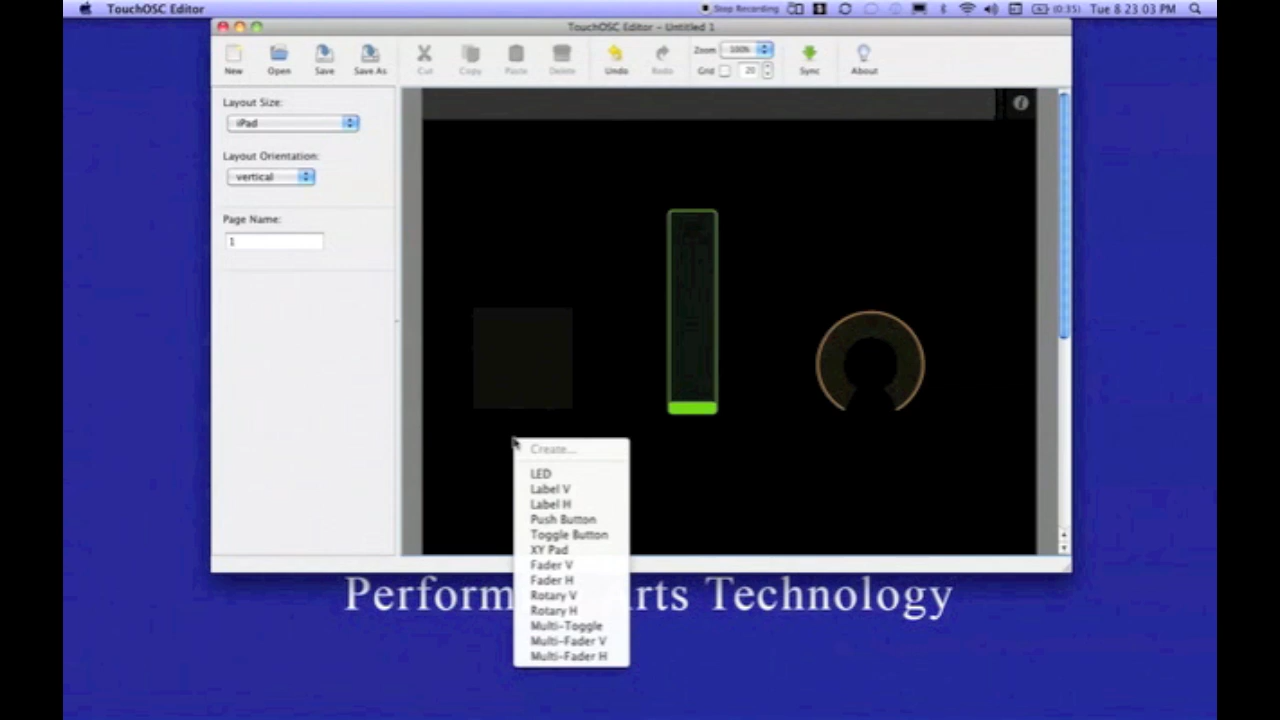 TouchOSC Editor
Stop Recording
(0:35)
Tue 8 23 03 PM
TouchOSC Editor - Untitled 1
New
Open
Save
Save As
Cut
Copy
Paste
Delete
Undo
Redo
Zoom
100%
Grid
20
Sync
About
Layout Size:
iPad
Layout Orientation:
vertical
Page Name:
1
Create...
LED
Label V
Label H
Push Button
Toggle Button
XY Pad
Fader V
Fader H
Rotary V
Rotary H
Multi-Toggle
Multi-Fader V
Multi-Fader H
Perform rts Technology